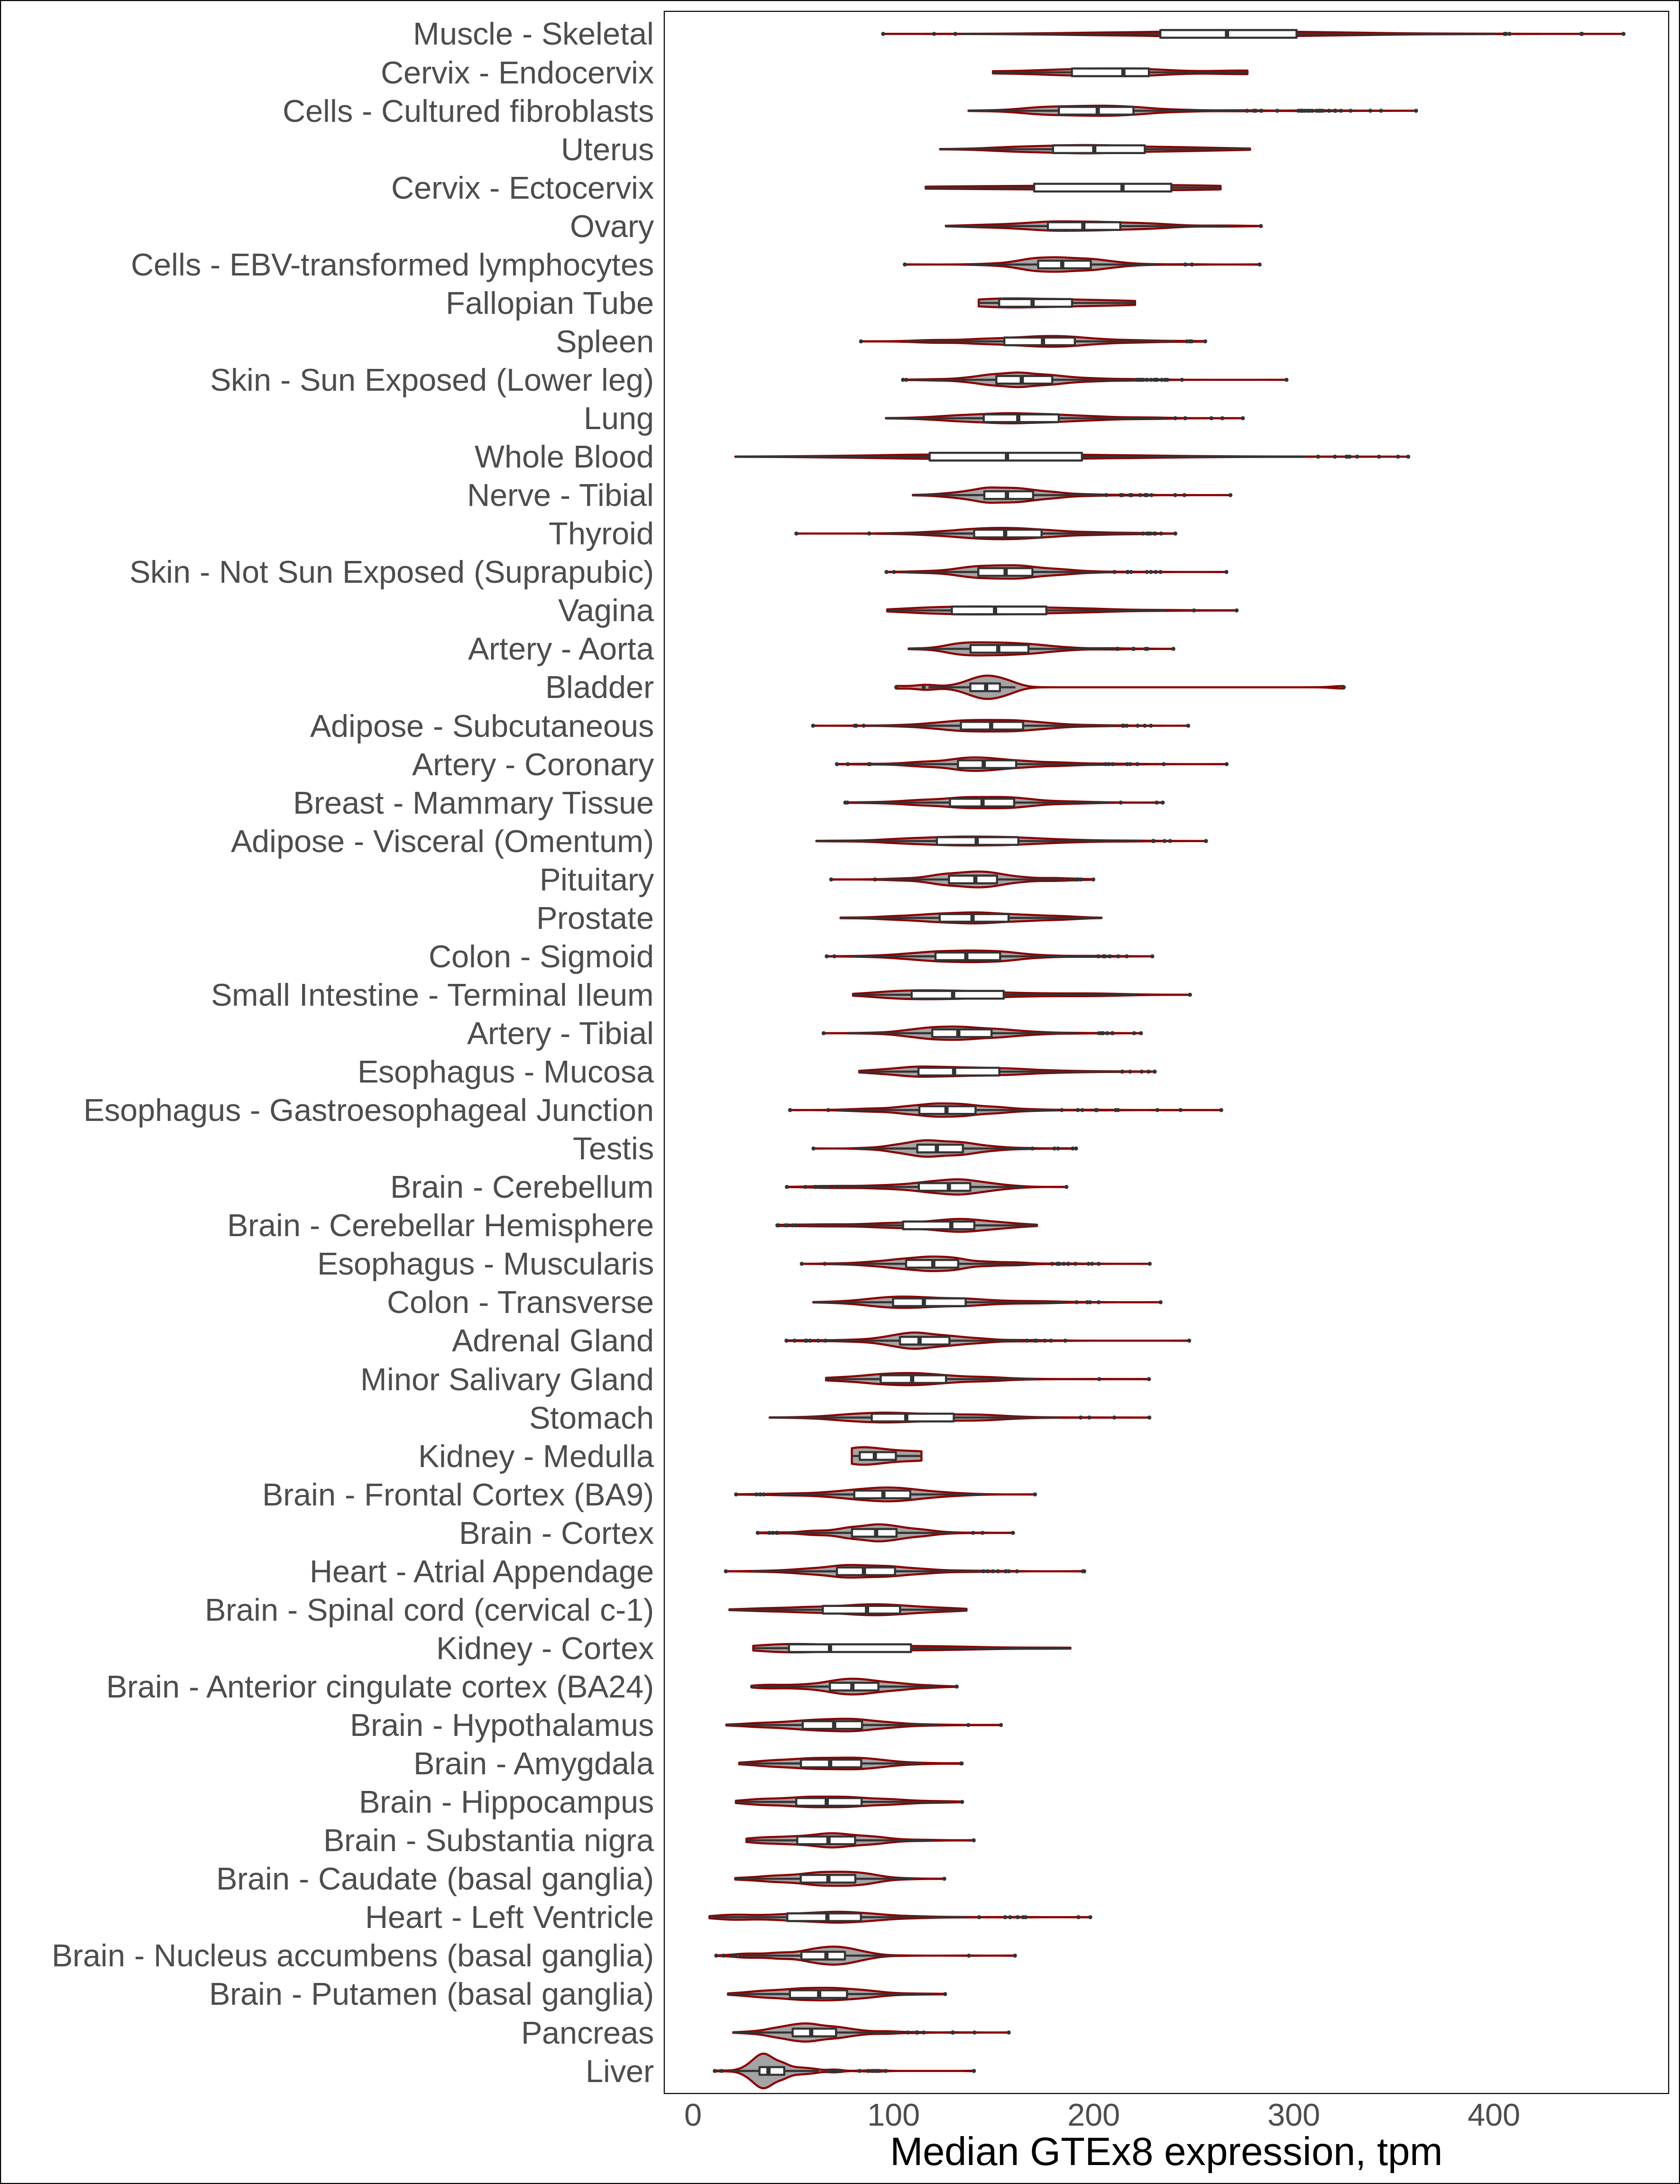 Muscle - Skeletal
Cervix - Endocervix
Cells - Cultured fibroblasts
Uterus
Cervix - Ectocervix
Ovary
Cells - EBV-transformed lymphocytes
Fallopian Tube
Spleen
Skin - Sun Exposed (Lower leg)
Lung
Whole Blood
Nerve - Tibial
Thyroid
Skin - Not Sun Exposed (Suprapubic)
Vagina
Artery - Aorta
Bladder
Adipose - Subcutaneous
Artery - Coronary
Breast - Mammary Tissue
Adipose - Visceral (Omentum)
Pituitary
Prostate
Colon - Sigmoid
Small Intestine - Terminal Ileum
Artery - Tibial
Esophagus - Mucosa
Esophagus - Gastroesophageal Junction
Testis
Brain - Cerebellum
Brain - Cerebellar Hemisphere
Esophagus - Muscularis
Colon - Transverse
Adrenal Gland
Minor Salivary Gland
Stomach
Kidney - Medulla
Brain - Frontal Cortex (BA9)
Brain - Cortex
Heart - Atrial Appendage
Brain - Spinal cord (cervical c-1)
Kidney - Cortex
Brain - Anterior cingulate cortex (BA24)
Brain - Hypothalamus
Brain - Amygdala
Brain - Hippocampus
Brain - Substantia nigra
Brain - Caudate (basal ganglia)
Heart - Left Ventricle
Brain - Nucleus accumbens (basal ganglia)
Brain - Putamen (basal ganglia)
Pancreas
Liver
0 100 200 300 400
Median GTEx8 expression, tpm